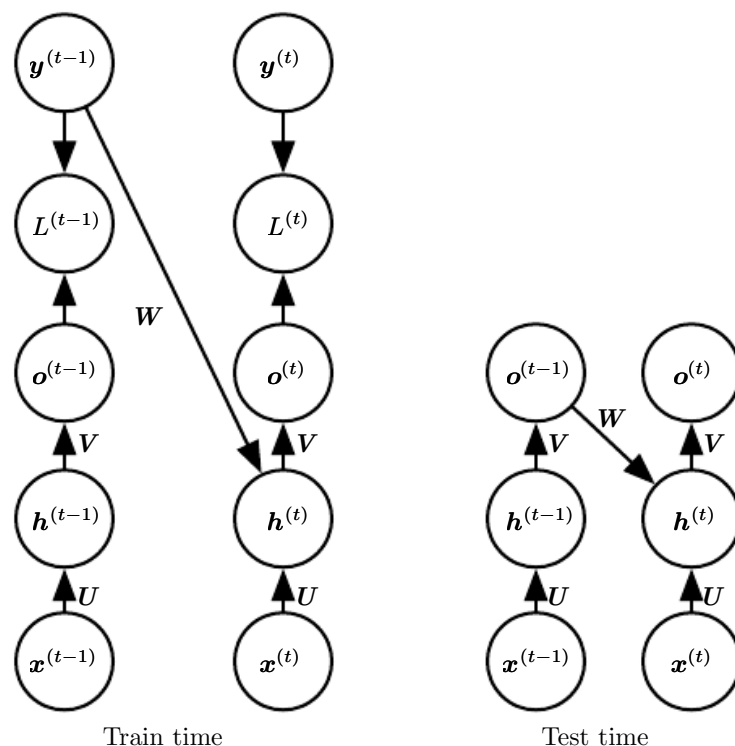 y^(t−1) y^(t)
L^(t−1) L^(t)
W
o^(t−1) o^(t) o^(t−1) o^(t)
W
V V V V
h^(t−1) h^(t) h^(t−1) h^(t)
U U U U
x^(t−1) x^(t) x^(t−1) x^(t)
Train time Test time